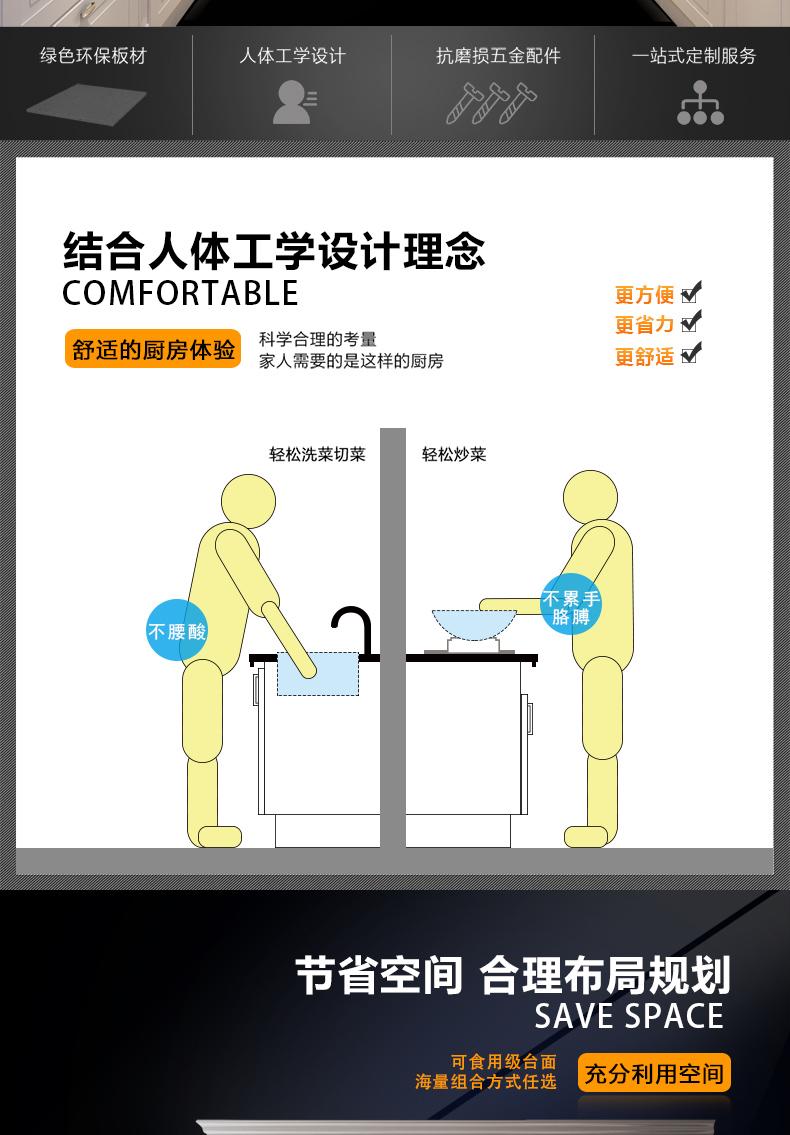 绿色环保板材
人体工学设计
抗磨损五金配件
一站式定制服务
结合人体工学设计理念
COMFORTABLE
舒适的厨房体验
科学合理的考量
家人需要的是这样的厨房
更方便
更省力
更舒适
轻松洗菜切菜
轻松炒菜
不腰酸
不累手
胳膊
节省空间 合理布局规划
SAVE SPACE
可食用级台面
海量组合方式任选
充分利用空间